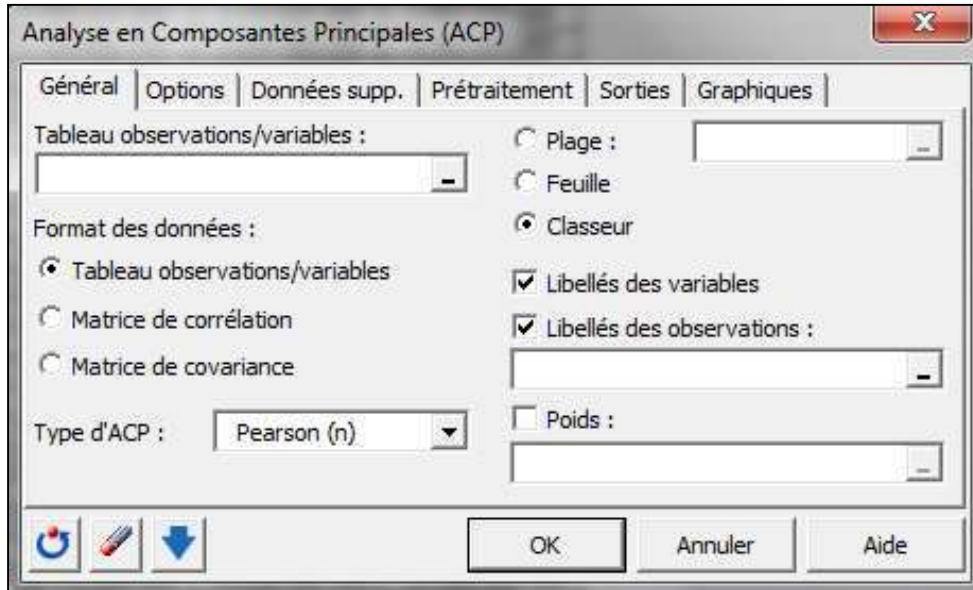 Analyse en Composantes Principales (ACP)
Général Options Données supp. Prétraitement Sorties Graphiques
Tableau observations/variables :
Format des données :
Tableau observations/variables
Matrice de corrélation
Matrice de covariance
Type d'ACP : Pearson (n)
Plage :
Feuille
Classeur
Libellés des variables
Libellés des observations :
Poids :
OK Annuler Aide